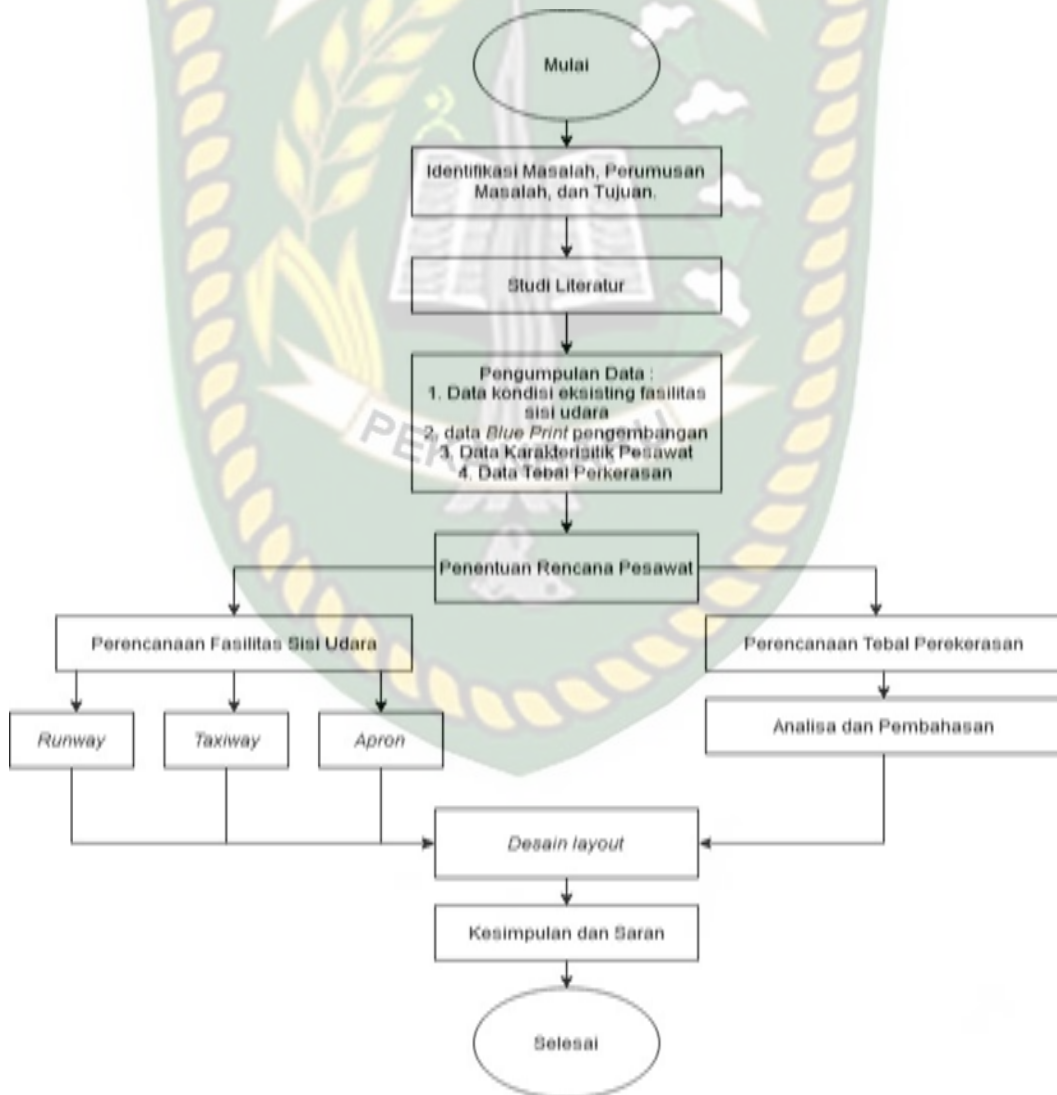 Mulai
Identifikasi Masalah, Perumusan
Masalah, dan Tujuan.
Studi Literatur
Pengumpulan Data :
1. Data kondisi eksisting fasilitas
sisi udara
2. data Blue Print pengembangan
3. Data Karakterisitik Pesawat
4. Data Tebal Perkerasan
PEKANBARU
Penentuan Rencana Pesawat
Perencanaan Fasilitas Sisi Udara
Perencanaan Tebal Perekerasan
Runway
Taxiway
Apron
Analisa dan Pembahasan
Desain layout
Kesimpulan dan Saran
Selesai